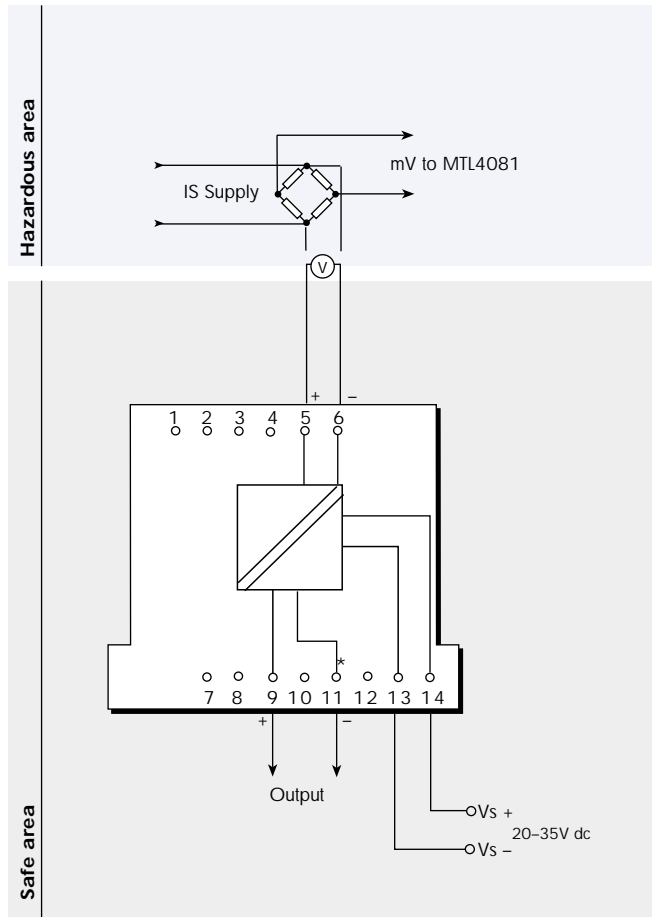 Hazardous area
mV to MTL4081
IS Supply
V
+ –
1 2 3 4 5 6
*
7 8 9 10 11 12 13 14
+ –
Output
Vs +
20–35V dc
Vs –
Safe area